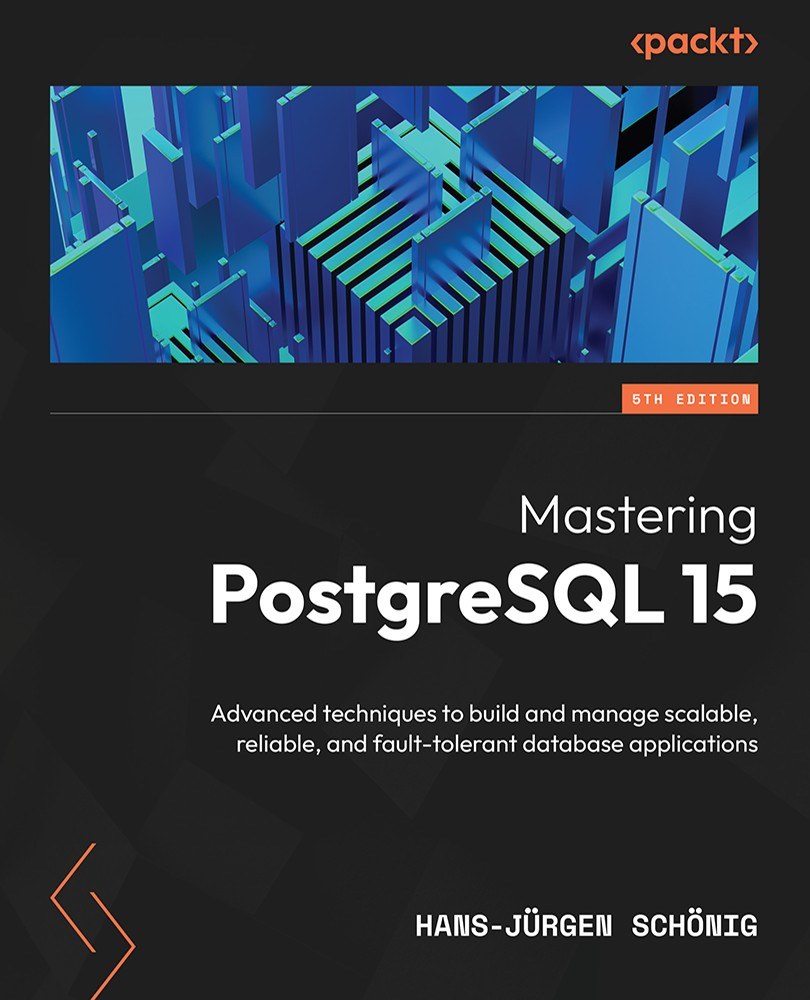 <packt>
5TH EDITION
Mastering
PostgreSQL 15
Advanced techniques to build and manage scalable,
reliable, and fault-tolerant database applications
HANS-JÜRGEN SCHÖNIG